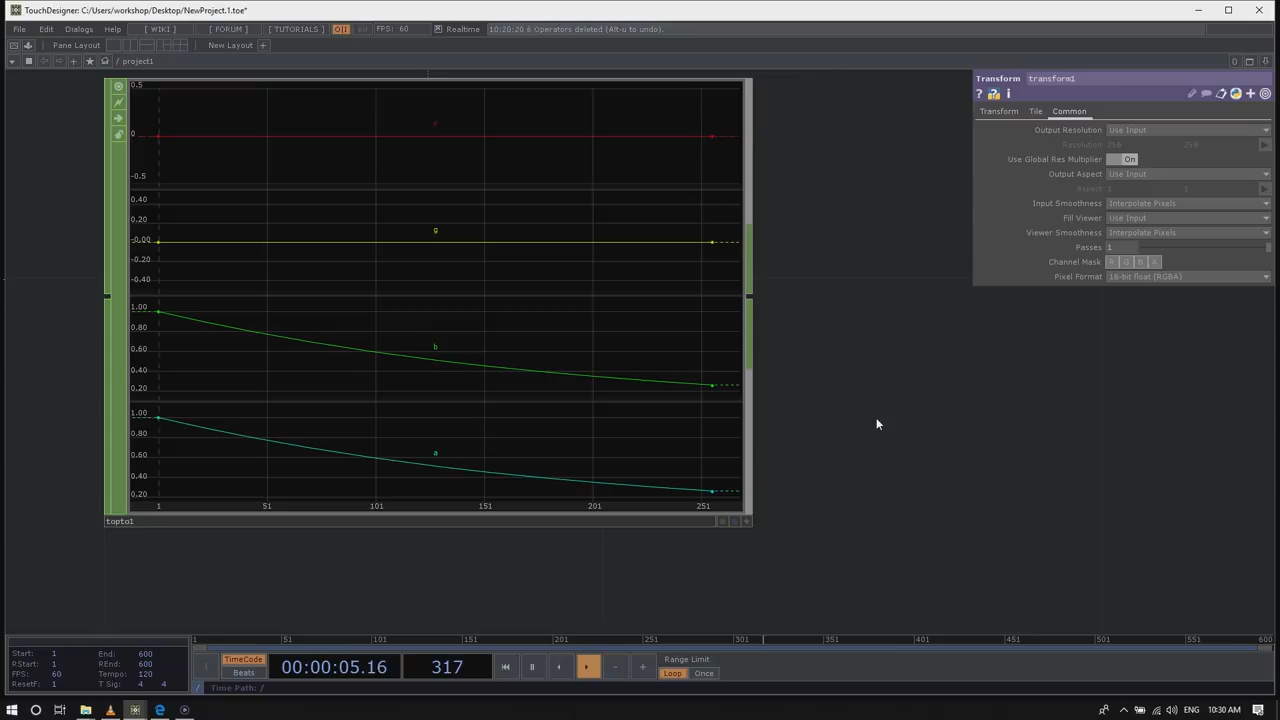 TouchDesigner: C:/Users/workshop/Desktop/NewProject.1.toe*
File Edit Dialogs Help [ WIKI ] [ FORUM ] [ TUTORIALS ] O|I FPS: 60 Realtime 10:20:20 6 Operators deleted (Alt-u to undo).
Pane Layout New Layout +
/ project1 0
Transform transform1
? ? i
Transform Tile Common
Output Resolution Use Input
Resolution 256 256
Use Global Res Multiplier On
Output Aspect Use Input
Aspect 1 1
Input Smoothness Interpolate Pixels
Fill Viewer Use Input
Viewer Smoothness Interpolate Pixels
Passes 1
Channel Mask R G B A
Pixel Format 16-bit float (RGBA)
0.5
r
0
-0.5
0.40
0.20
g
-0.00
-0.20
-0.40
1.00
0.80
b
0.60
0.40
0.20
1.00
0.80
a
0.60
0.40
0.20
1 51 101 151 201 251
topto1
1 51 101 151 201 251 301 351 401 451 501 551 600
Start: 1 End: 600
RStart: 1 REnd: 600
FPS: 60 Tempo: 120
ResetF: 1 T Sig: 4 4
TimeCode
Beats
00:00:05.16 317
- +
Range Limit
Loop Once
/ Time Path: /
ENG 10:30 AM